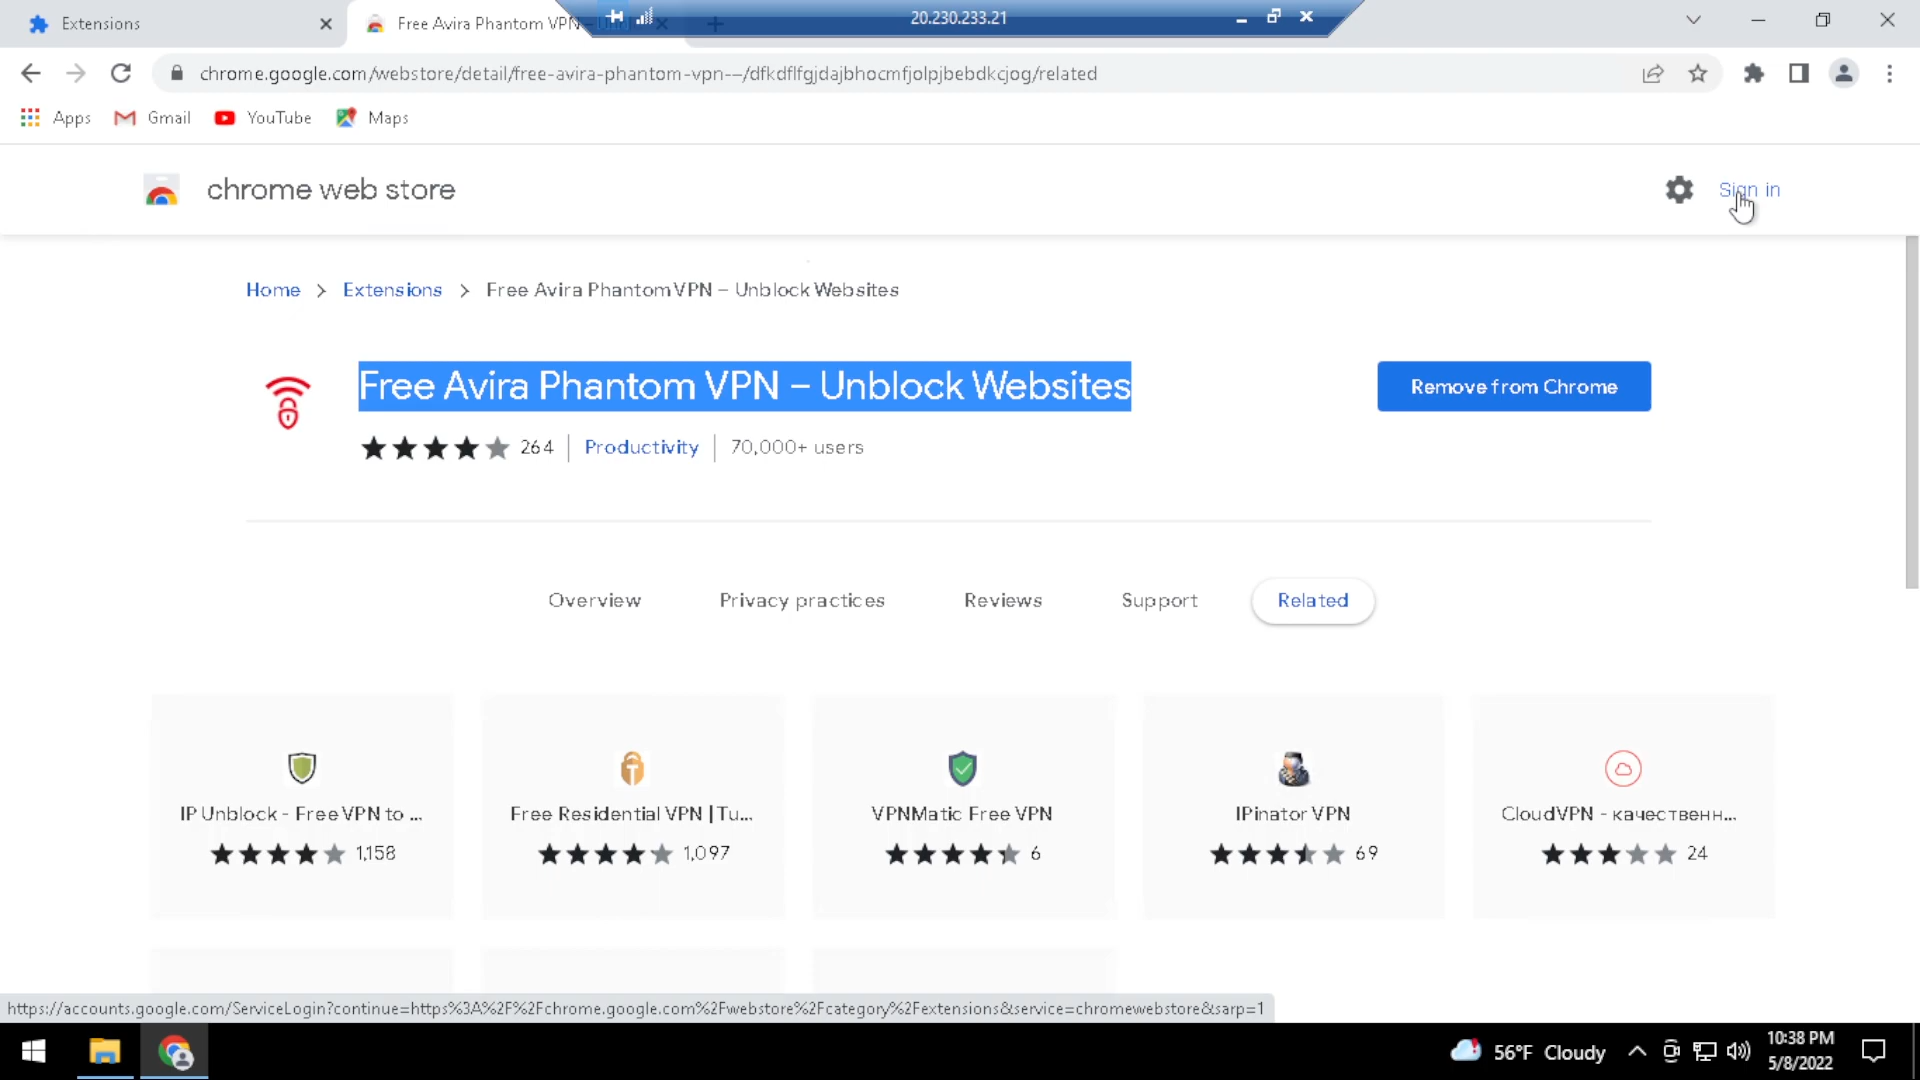 Extensions
Free Avira Phantom VPN
20.230.233.21
chrome.google.com/webstore/detail/free-avira-phantom-vpn--/dfkdflfgjdajbhocmfjolpjbebdkcjog/related
Apps
Gmail
YouTube
Maps
chrome web store
Sign in
Home > Extensions > Free Avira Phantom VPN – Unblock Websites
Free Avira Phantom VPN – Unblock Websites
Remove from Chrome
264 | Productivity | 70,000+ users
Overview
Privacy practices
Reviews
Support
Related
IP Unblock - Free VPN to ...
1,158
Free Residential VPN | Tu...
1,097
VPNMatic Free VPN
6
IPinator VPN
69
CloudVPN - качественн...
24
https://accounts.google.com/ServiceLogin?continue=https%3A%2F%2Fchrome.google.com%2Fwebstore%2Fcategory%2Fextensions&service=chromewebstore&sarp=1
56°F Cloudy
10:38 PM
5/8/2022